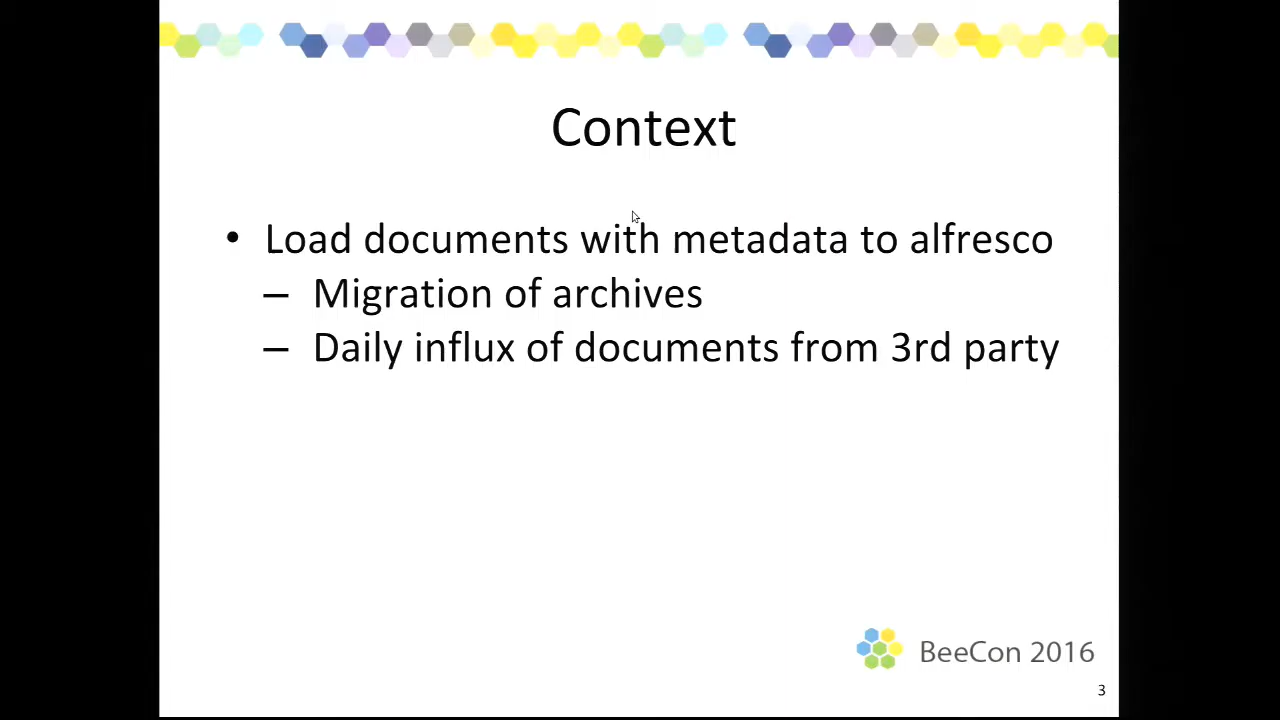 Context
• Load documents with metadata to alfresco
– Migration of archives
– Daily influx of documents from 3rd party
BeeCon 2016
3